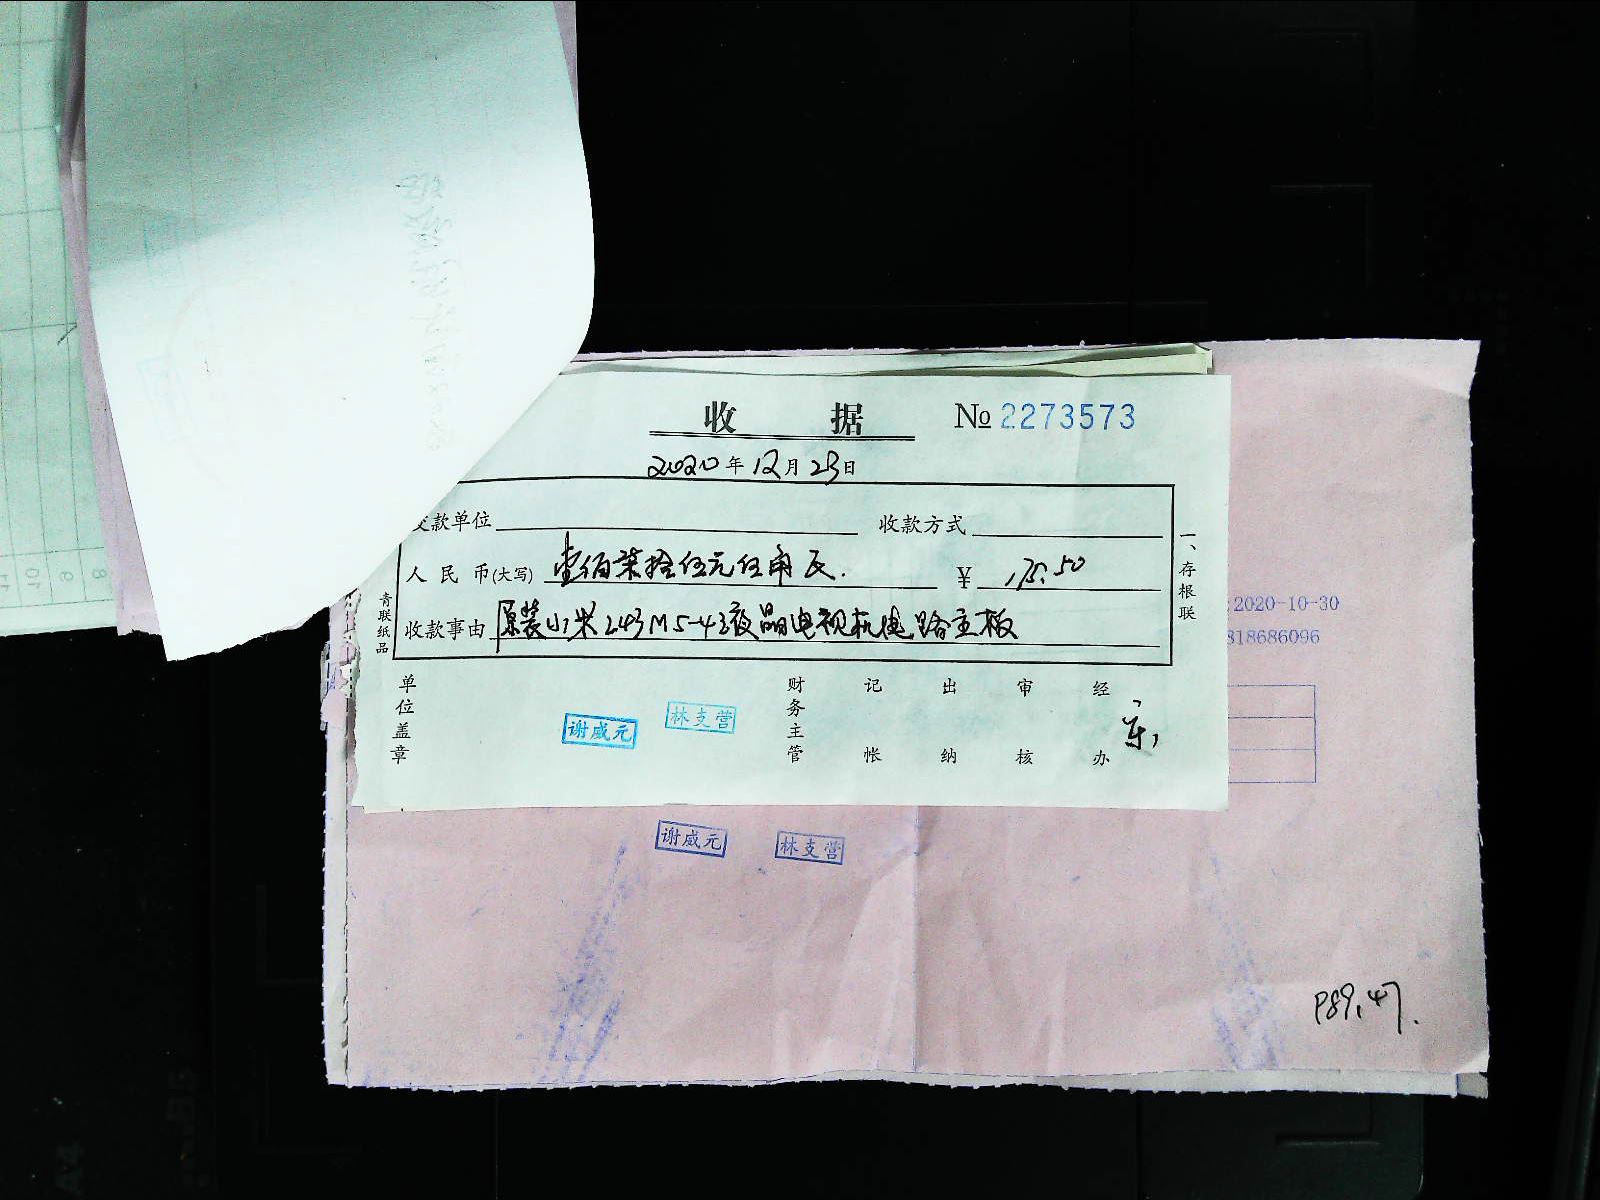 收据 № 2273573
2020年12月23日
交款单位 收款方式
人民币(大写) 壹佰柒拾伍元伍角 ¥ 175.50
收款事由 原装小米L43M5-4液晶电视机电路主板
青联纸品
一、存根联
单位盖章 财务主管 记帐 出纳 审核 经办
谢威元 林支营
2020-10-30
818686096
谢威元 林支营
989.47.